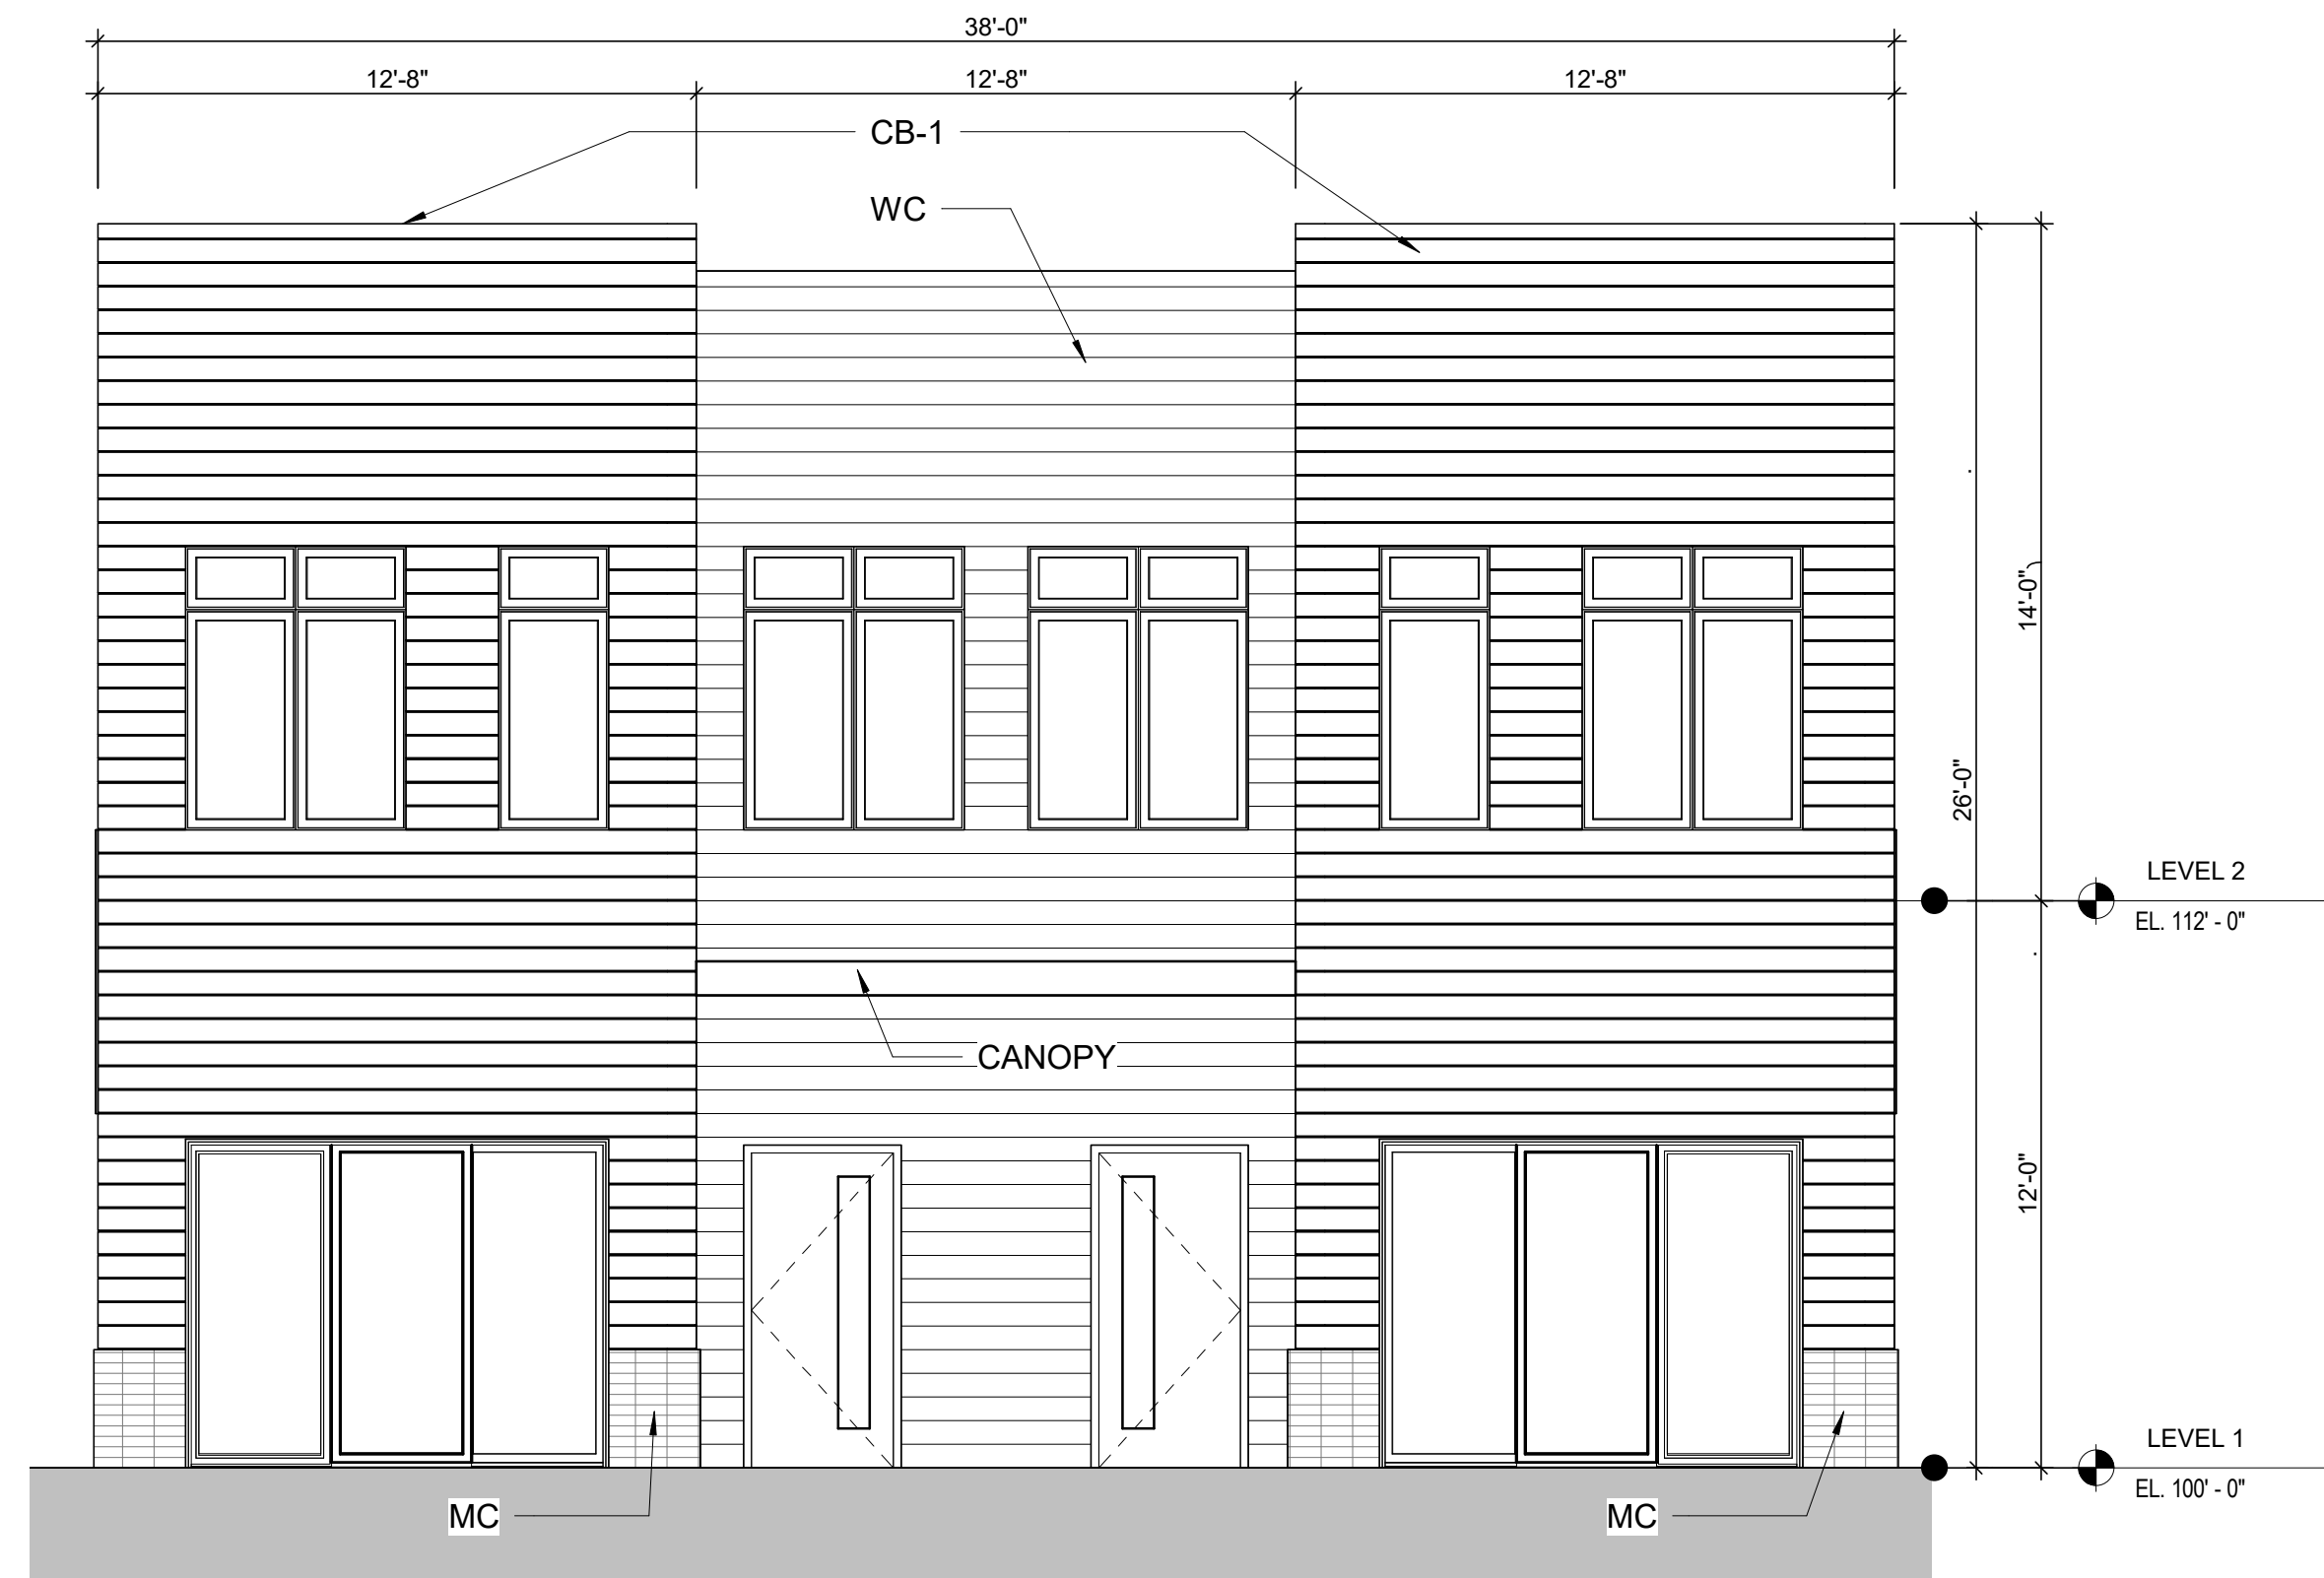 38'-0"
12'-8"
12'-8"
12'-8"
CB-1
WC
14'-0"
26'-0"
LEVEL 2
EL. 112' - 0"
CANOPY
12'-0"
LEVEL 1
EL. 100' - 0"
MC
MC